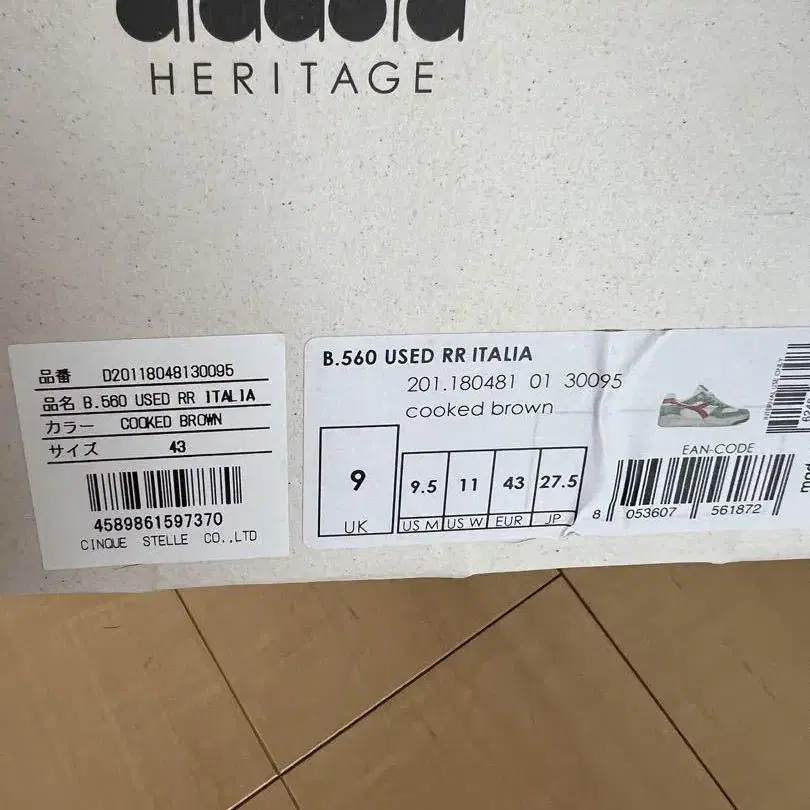 diadora
HERITAGE
品番 D20118048130095
品名 B.560 USED RR ITALIA
カラー COOKED BROWN
サイズ 43
4589861597370
CINQUE STELLE CO.,LTD
B.560 USED RR ITALIA
201.180481 01 30095
cooked brown
9
UK
9.5 11 43 27.5
US M US W EUR JP
EAN-CODE
8 053607 561872